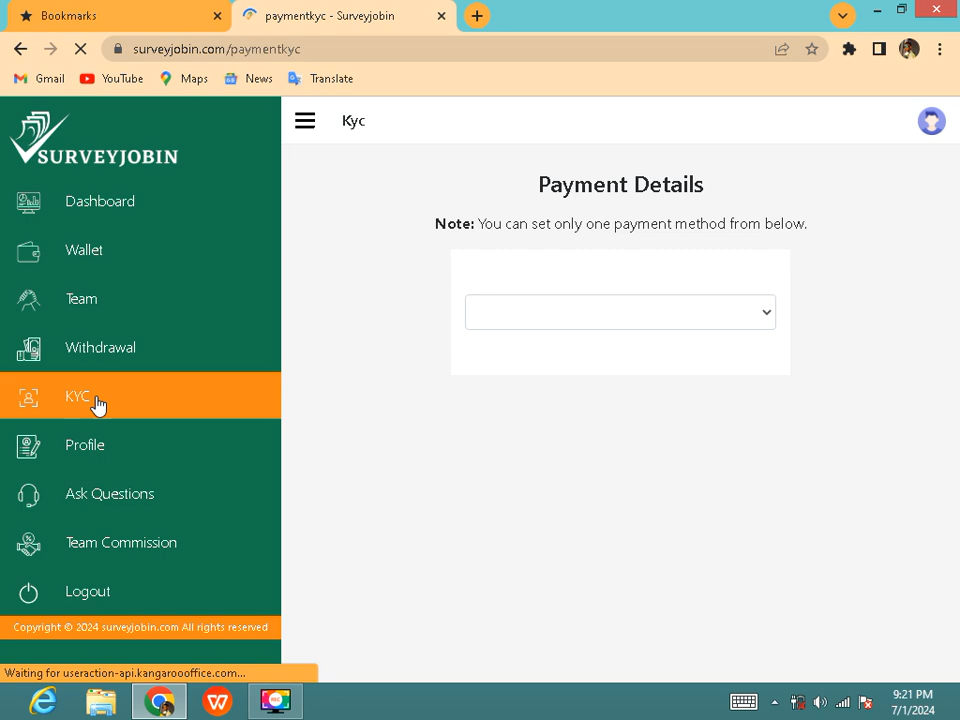 Bookmarks
paymentkyc - Surveyjobin
surveyjobin.com/paymentkyc
Gmail
YouTube
Maps
News
Translate
SURVEYJOBIN
Kyc
Dashboard
Wallet
Team
Withdrawal
KYC
Profile
Ask Questions
Team Commission
Logout
Copyright © 2024 surveyjobin.com All rights reserved
Payment Details
Note: You can set only one payment method from below.
Waiting for useraction-api.kangaroooffice.com...
9:21 PM
7/1/2024